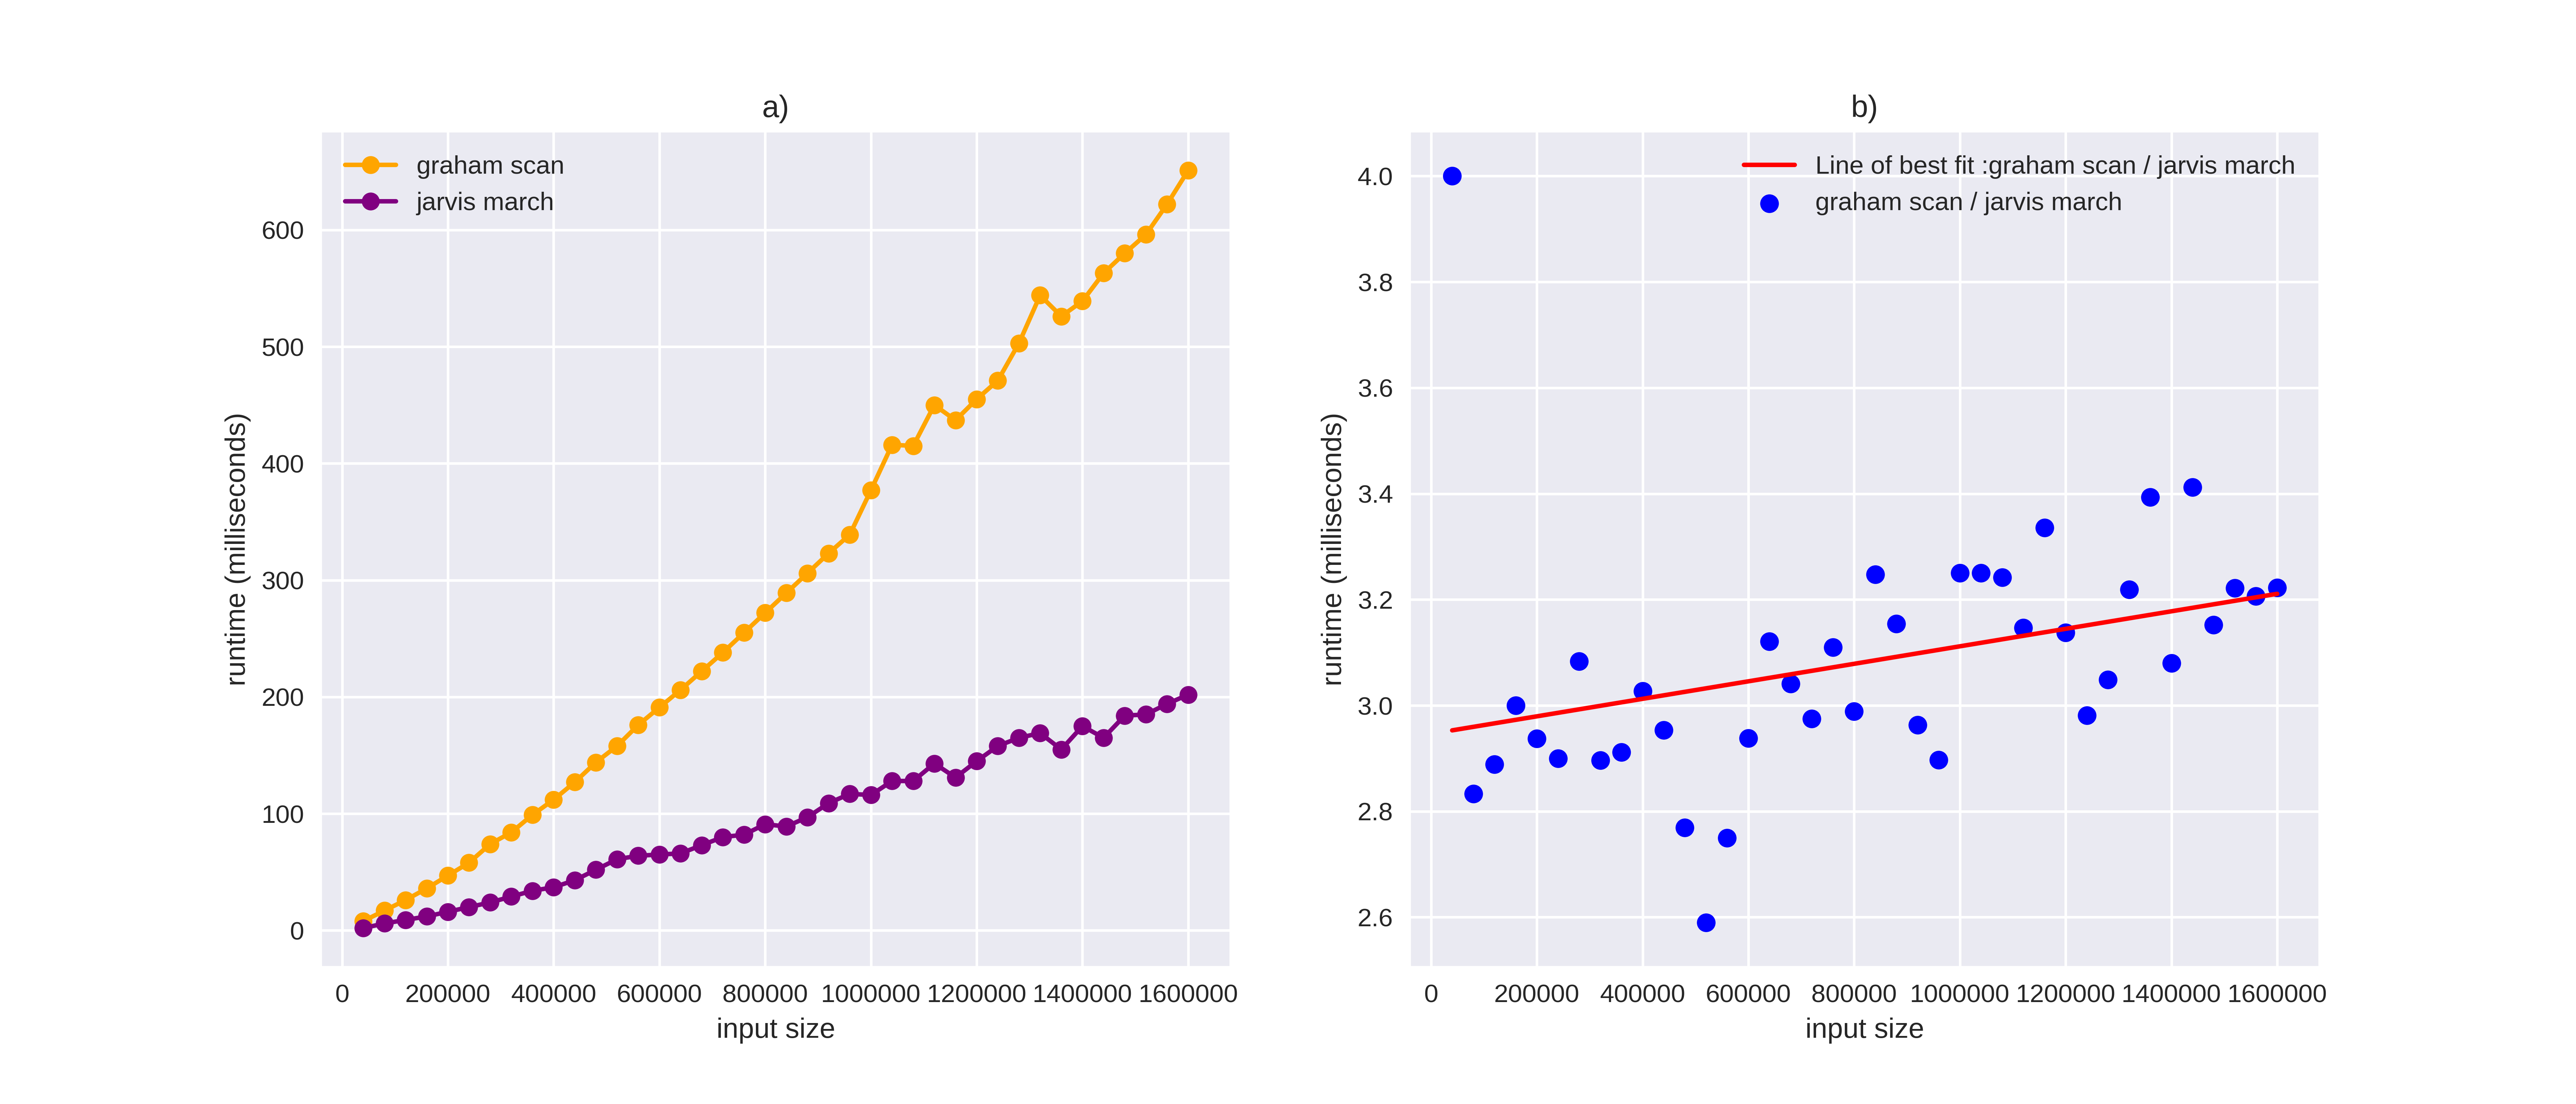 a)
graham scan
jarvis march
600
500
400
300
200
100
0
runtime (milliseconds)
0 200000 400000 600000 800000 1000000 1200000 1400000 1600000
input size
b)
Line of best fit :graham scan / jarvis march
graham scan / jarvis march
4.0
3.8
3.6
3.4
3.2
3.0
2.8
2.6
runtime (milliseconds)
0 200000 400000 600000 800000 1000000 1200000 1400000 1600000
input size